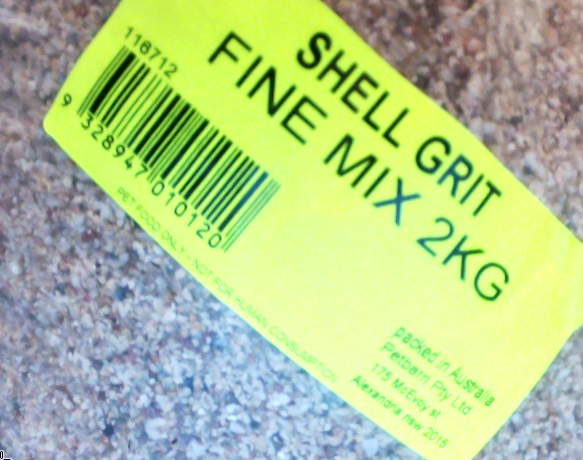 SHELL GRIT
FINE MIX 2KG
116712
9 328947 010120
PET FOOD ONLY - NOT FOR HUMAN CONSUMPTION
packed in Australia
Petbarn Pty Ltd
176 McEvoy st
Alexandria nsw 2015